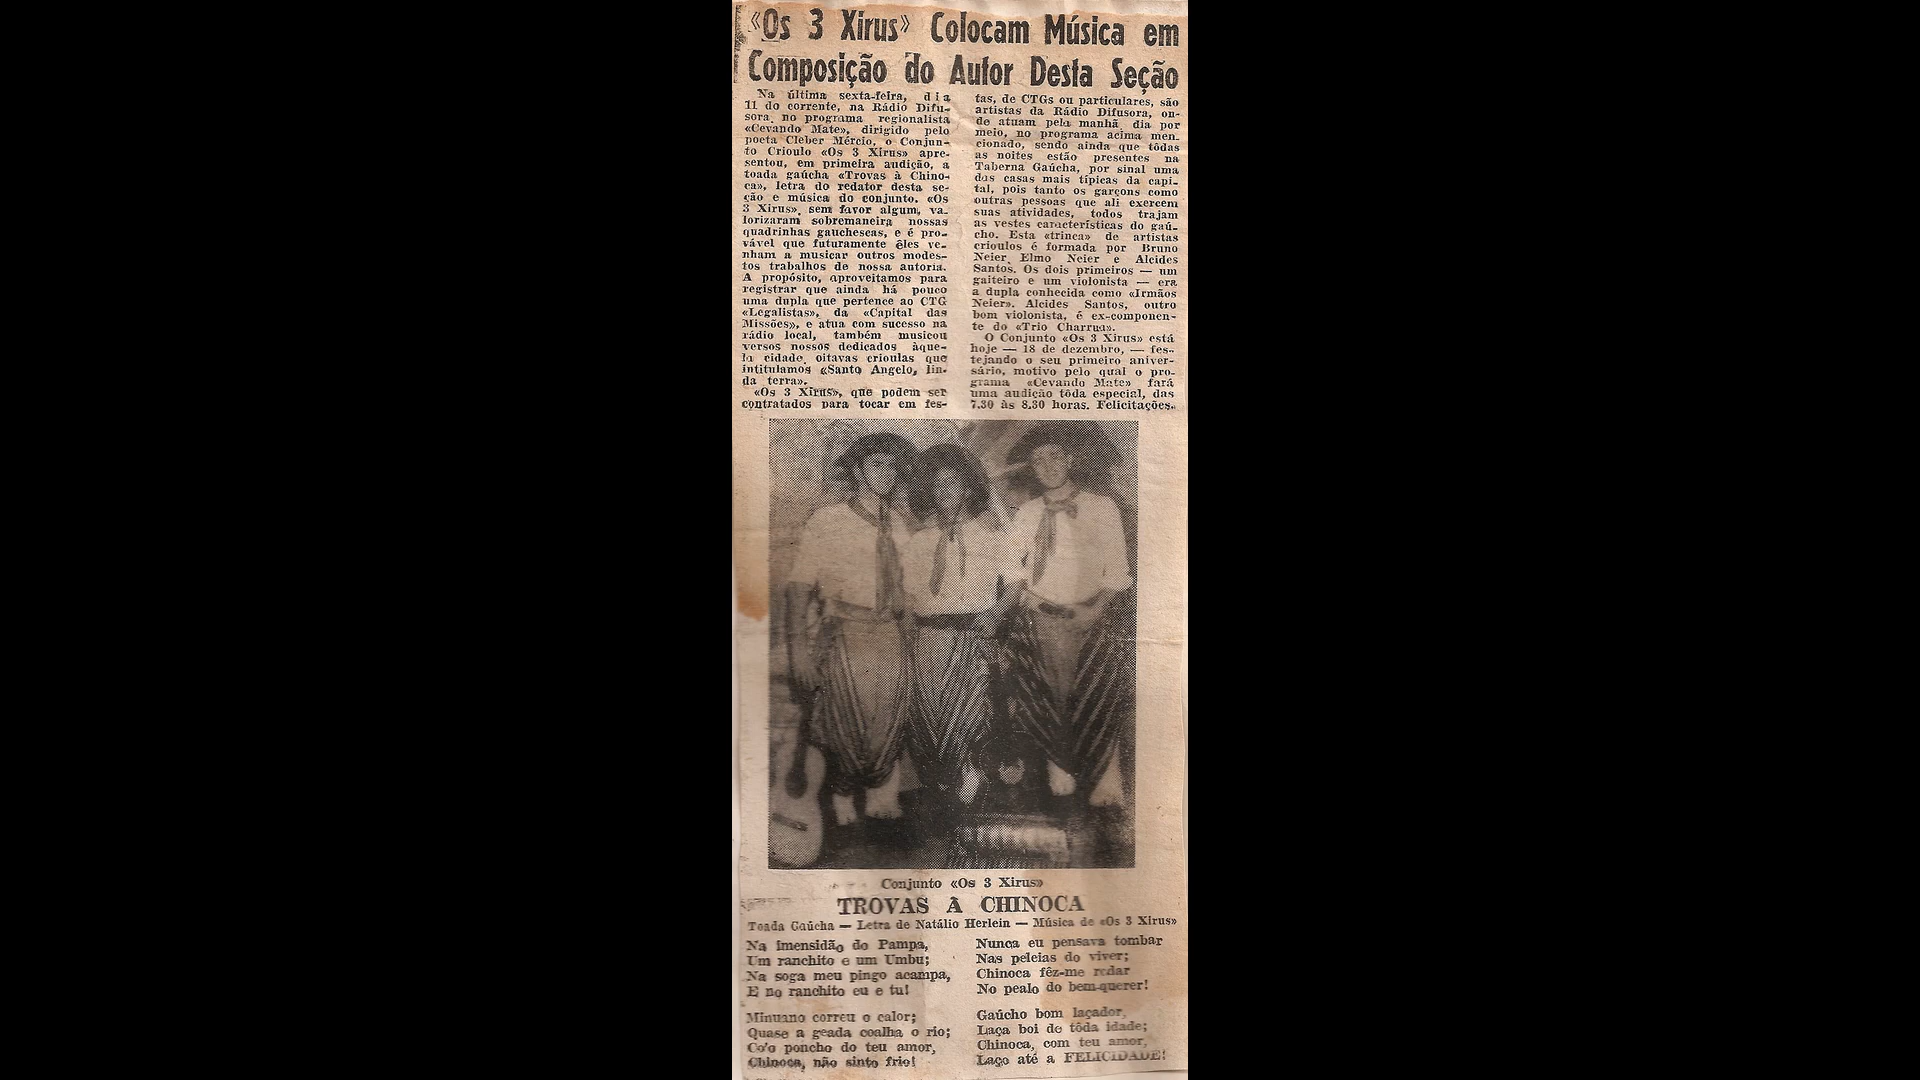 «Os 3 Xirus» Colocam Música em
Composição do Autor Desta Seção
Na última sexta-feira, dia
11 do corrente, na Rádio Difu-
sora, no programa regionalista
«Cevando Mate», dirigido pelo
poeta Cleber Mércio, o Conjun-
to Crioulo «Os 3 Xirus» apre-
sentou, em primeira audição, a
toada gaúcha «Trovas à Chino-
ca», letra do redator desta se-
ção e música do conjunto. «Os
3 Xirus», sem favor algum, va-
lorizaram sobremaneira nossas
quadrinhas gauchescas, e é pro-
vável que futuramente êles ve-
nham a musicar outros modes-
tos trabalhos de nossa autoria.
A propósito, aproveitamos para
registrar que ainda há pouco
uma dupla que pertence ao CTG
«Legalistas», da «Capital das
Missões», e atua com sucesso na
rádio local, também musicou
versos nossos dedicados àque-
la cidade, oitavas crioulas que
intitulamos «Santo Angelo, lin-
da terra».
«Os 3 Xirus», que podem ser
contratados para tocar em fes-
tas, de CTGs ou particulares, são
artistas da Rádio Difusora, on-
de atuam pela manhã, dia por
meio, no programa acima men-
cionado, sendo ainda que tôdas
as noites estão presentes na
Taberna Gaúcha, por sinal uma
das casas mais típicas da capi-
tal, pois tanto os garçons como
outras pessoas que ali exercem
suas atividades, todos trajam
as vestes características do gaú-
cho. Esta «trinca» de artistas
crioulos é formada por Bruno
Neier, Elmo Neier e Alcides
Santos. Os dois primeiros — um
gaiteiro e um violonista — era
a dupla conhecida como «Irmãos
Neier». Alcides Santos, outro
bom violonista, é ex-componen-
te do «Trio Charrua».
O Conjunto «Os 3 Xirus» está
hoje — 18 de dezembro, — fes-
tejando o seu primeiro aniver-
sário, motivo pelo qual o pro-
grama «Cevando Mate» fará
uma audição tôda especial, das
7.30 às 8.30 horas. Felicitações.
Conjunto «Os 3 Xirus»
TROVAS À CHINOCA
Toada Gaúcha — Letra de Natálio Herlein — Música de «Os 3 Xirus»
Na imensidão do Pampa,
Um ranchito e um Umbu;
Na soga meu pingo acampa,
E no ranchito eu e tu!
Minuano correu o calor;
Quase a geada coalha o rio;
Co'o poncho do teu amor,
Chinoca, não sinto frio!
Nunca eu pensava tombar
Nas peleias do viver;
Chinoca fêz-me rodar
No pealo do bem-querer!
Gaúcho bom laçador,
Laça boi de tôda idade;
Chinoca, com teu amor,
Laço até a FELICIDADE!